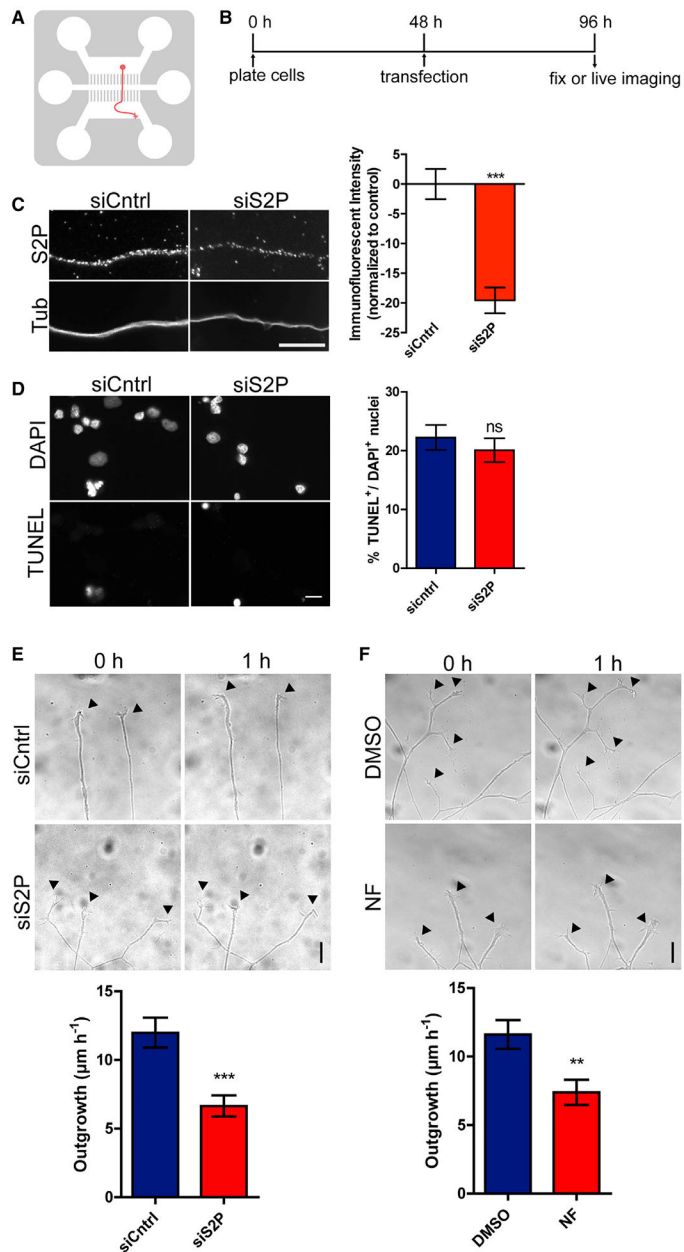 A
B
0 h 48 h 96 h
plate cells transfection fix or live imaging
C
siCntrl siS2P
S2P
Tub
Immunofluorescent Intensity
(normalized to control)
5
0
-5
-10
-15
-20
-25
***
siCntrl siS2P
D
siCntrl siS2P
DAPI
TUNEL
% TUNEL+/ DAPI+ nuclei
30
20
10
0
ns
sicntrl siS2P
E
0 h 1 h
siCntrl
siS2P
Outgrowth (µm h-1)
15
10
5
0
***
siCntrl siS2P
F
0 h 1 h
DMSO
NF
Outgrowth (µm h-1)
15
10
5
0
**
DMSO NF